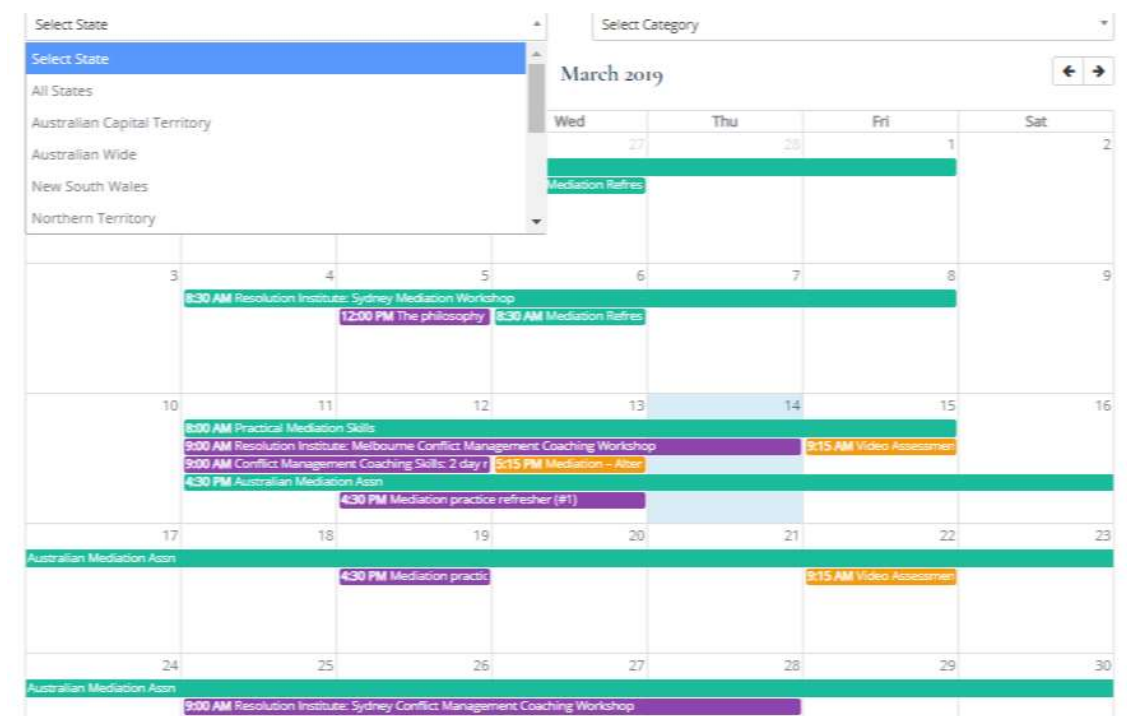 Select State
Select Category
Select State
All States
Australian Capital Territory
Australian Wide
New South Wales
Northern Territory
March 2019
Wed Thu Fri Sat
27 28 1 2
Mediation Refres
3 4 5 6 7 8 9
8:30 AM Resolution Institute: Sydney Mediation Workshop
12:00 PM The philosophy 8:30 AM Mediation Refres
10 11 12 13 14 15 16
8:00 AM Practical Mediation Skills
9:00 AM Resolution Institute: Melbourne Conflict Management Coaching Workshop 9:15 AM Video Assessmen
9:00 AM Conflict Management Coaching Skills: 2 day r 5:15 PM Mediation – Alter
4:30 PM Australian Mediation Assn
4:30 PM Mediation practice refresher (#1)
17 18 19 20 21 22 23
Australian Mediation Assn
4:30 PM Mediation practic 9:15 AM Video Assessmen
24 25 26 27 28 29 30
Australian Mediation Assn
9:00 AM Resolution Institute: Sydney Conflict Management Coaching Workshop